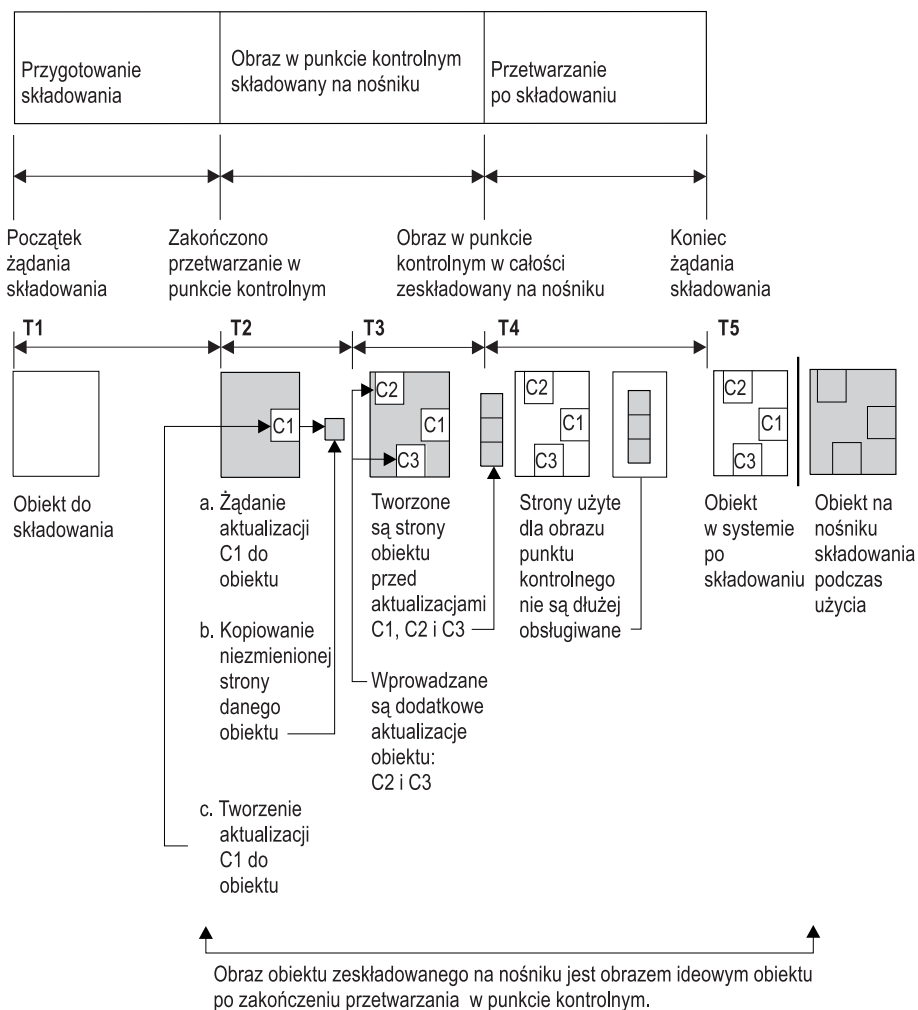 Przygotowanie
składowania
Obraz w punkcie kontrolnym
składowany na nośniku
Przetwarzanie
po składowaniu
Początek
żądania
składowania
Zakończono
przetwarzanie w
punkcie kontrolnym
Obraz w punkcie
kontrolnym w całości
zeskładowany na nośniku
Koniec
żądania
składowania
T1
T2
T3
T4
T5
C1
C2
C1
C3
C2
C1
C3
C2
C1
C3
Obiekt do
składowania
a. Żądanie
aktualizacji
C1 do
obiektu
b. Kopiowanie
niezmienionej
strony
danego
obiektu
c. Tworzenie
aktualizacji
C1 do
obiektu
Tworzone
są strony
obiektu
przed
aktualizacjami
C1, C2 i C3
Wprowadzane
są dodatkowe
aktualizacje
obiektu:
C2 i C3
Strony użyte
dla obrazu
punktu
kontrolnego
nie są dłużej
obsługiwane
Obiekt
w systemie
po
składowaniu
Obiekt na
nośniku
składowania
podczas
użycia
Obraz obiektu zeskładowanego na nośniku jest obrazem ideowym obiektu
po zakończeniu przetwarzania w punkcie kontrolnym.